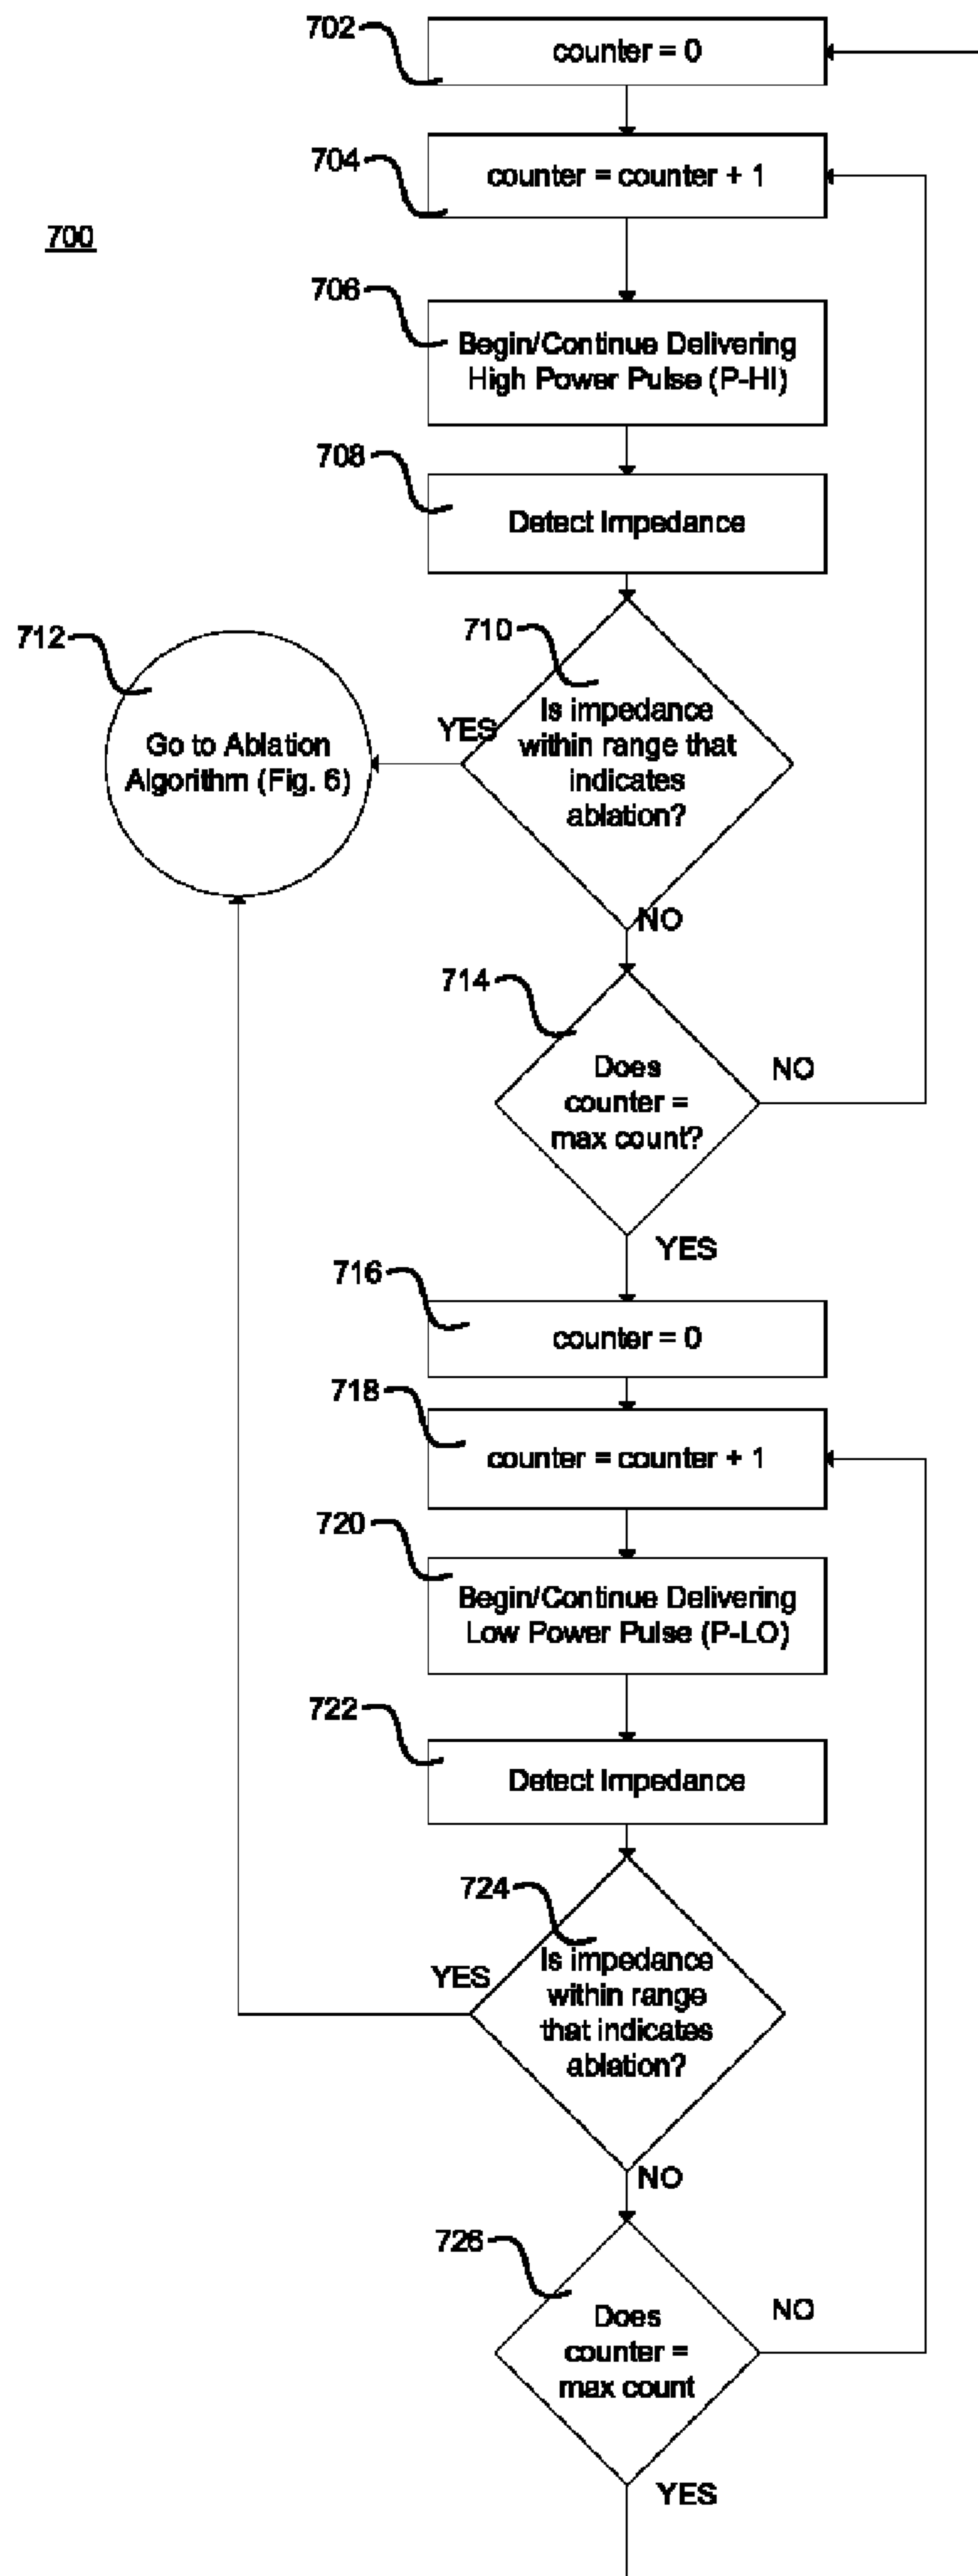 702
counter = 0
704
counter = counter + 1
700
706
Begin/Continue Delivering
High Power Pulse (P-HI)
708
Detect Impedance
710
712
Is impedance
within range that
indicates
ablation?
YES
Go to Ablation
Algorithm (Fig. 6)
NO
714
Does
counter =
max count?
NO
YES
716
counter = 0
718
counter = counter + 1
720
Begin/Continue Delivering
Low Power Pulse (P-LO)
722
Detect Impedance
724
Is impedance
within range
that indicates
ablation?
YES
NO
726
Does
counter =
max count
NO
YES